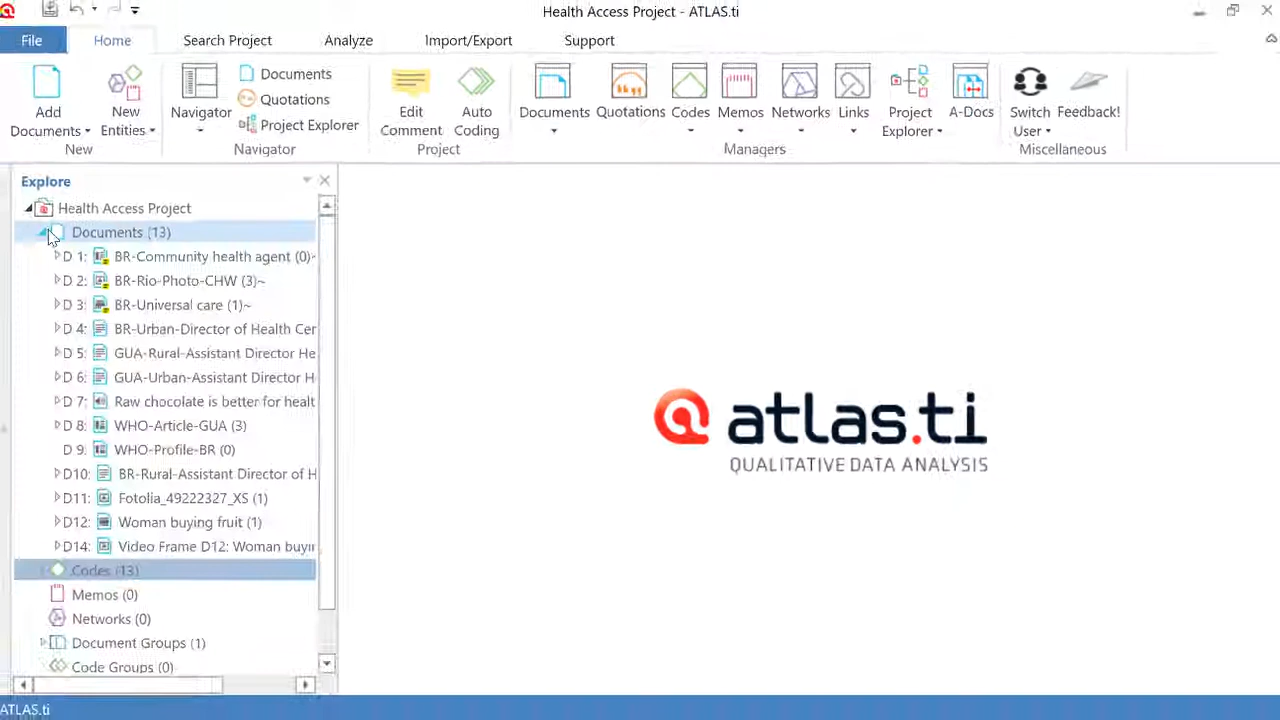 Health Access Project - ATLAS.ti
File
Home
Search Project
Analyze
Import/Export
Support
Add Documents
New Entities
New
Navigator
Documents
Quotations
Project Explorer
Navigator
Edit Comment
Auto Coding
Project
Documents
Quotations
Codes
Memos
Networks
Links
Project Explorer
A-Docs
Managers
Switch User
Feedback!
Miscellaneous
Explore
Health Access Project
Documents (13)
D 1: BR-Community health agent (0)~
D 2: BR-Rio-Photo-CHW (3)~
D 3: BR-Universal care (1)~
D 4: BR-Urban-Director of Health Cen
D 5: GUA-Rural-Assistant Director He
D 6: GUA-Urban-Assistant Director H
D 7: Raw chocolate is better for healt
D 8: WHO-Article-GUA (3)
D 9: WHO-Profile-BR (0)
D10: BR-Rural-Assistant Director of H
D11: Fotolia_49222327_XS (1)
D12: Woman buying fruit (1)
D14: Video Frame D12: Woman buyin
Codes (13)
Memos (0)
Networks (0)
Document Groups (1)
Code Groups (0)
atlas.ti
QUALITATIVE DATA ANALYSIS
ATLAS.ti